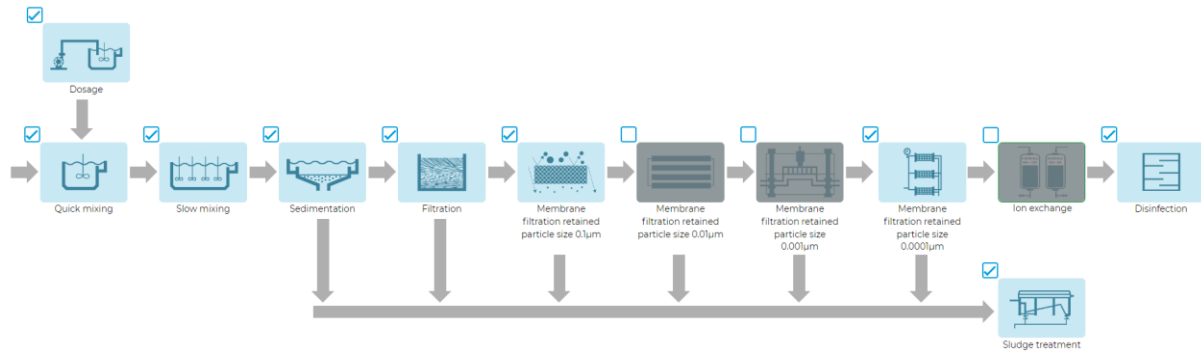 Dosage
Quick mixing
Slow mixing
Sedimentation
Filtration
Membrane
filtration retained
particle size 0.1µm
Membrane
filtration retained
particle size 0.01µm
Membrane
filtration retained
particle size
0.001µm
Membrane
filtration retained
particle size
0.0001µm
Ion exchange
Disinfection
Sludge treatment